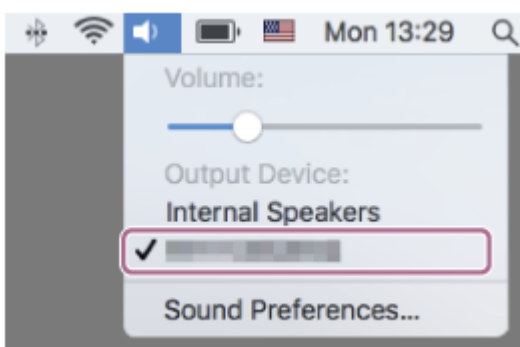 Mon 13:29
Volume:
Output Device:
Internal Speakers
Sound Preferences...